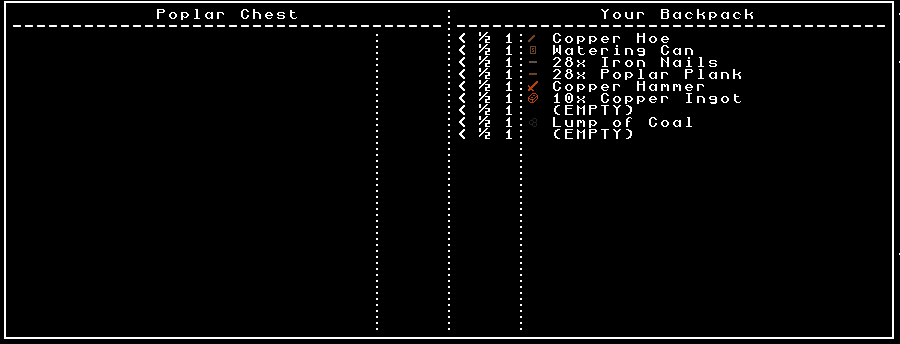 Poplar Chest
Your Backpack
< ½ 1 Copper Hoe
< ½ 1 Watering Can
< ½ 1 28x Iron Nails
< ½ 1 28x Poplar Plank
< ½ 1 Copper Hammer
< ½ 1 10x Copper Ingot
< ½ 1 (EMPTY)
< ½ 1 Lump of Coal
< ½ 1 (EMPTY)